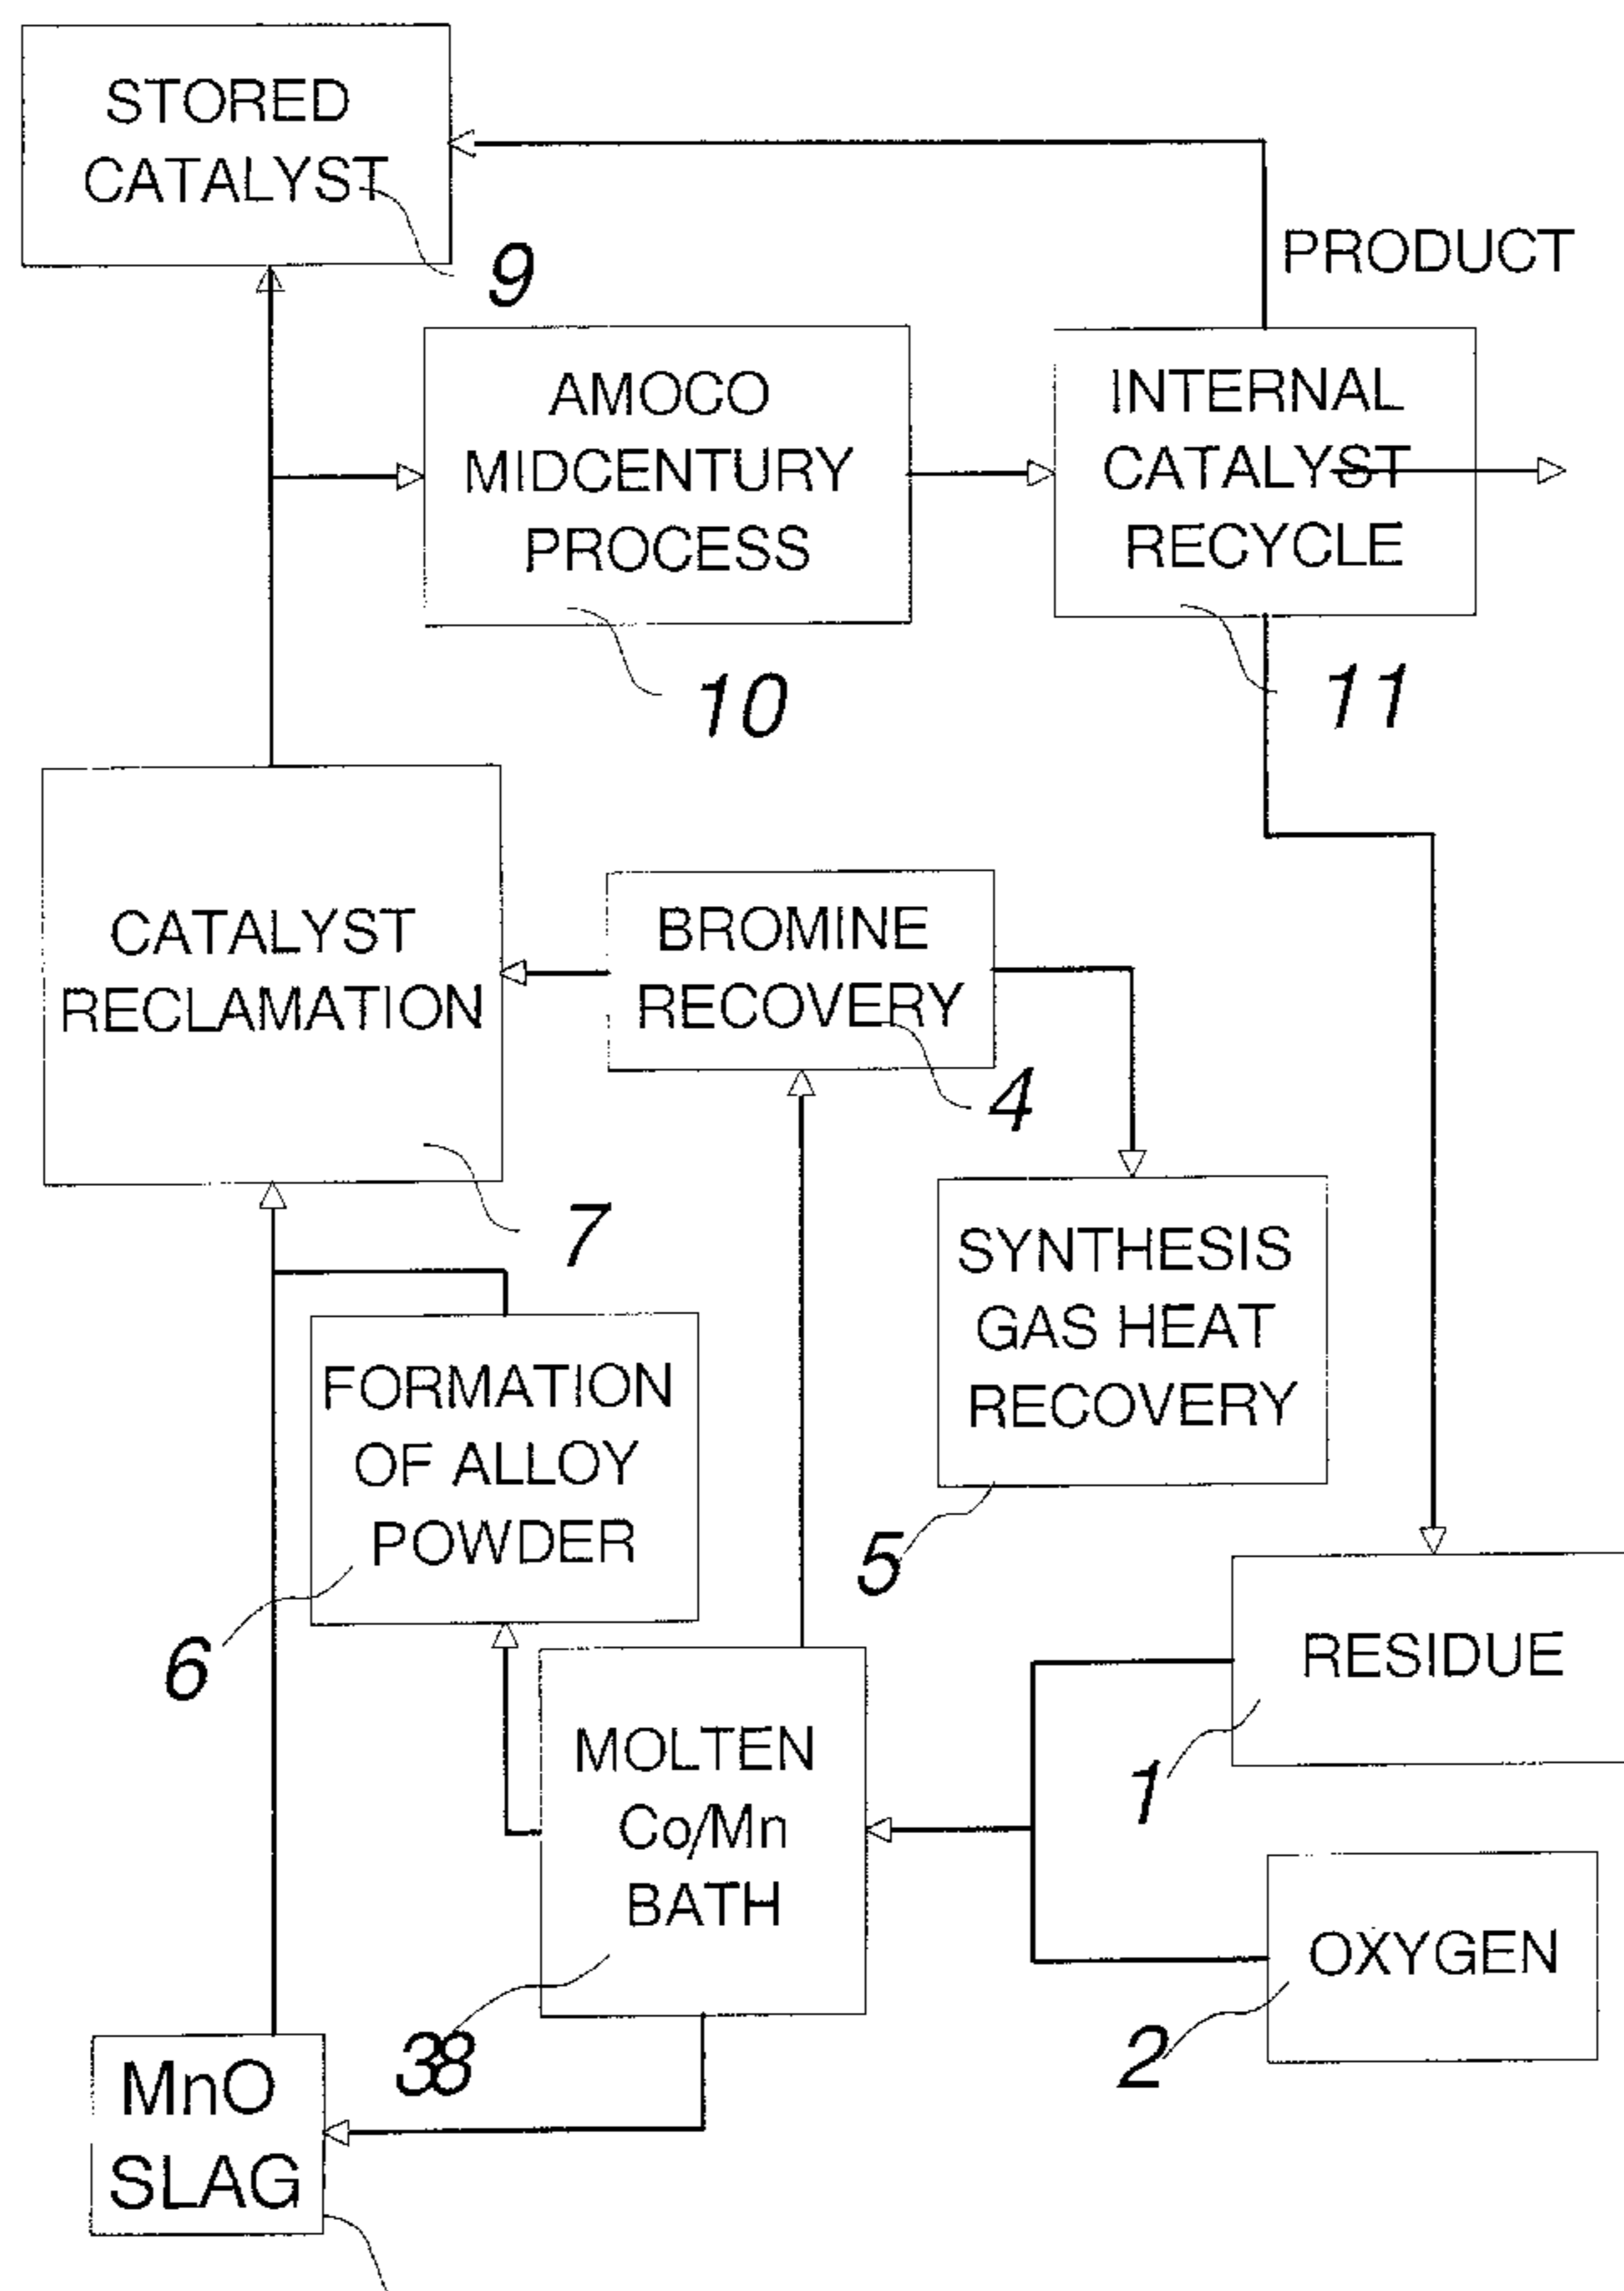 STORED
CATALYST
9
PRODUCT
AMOCO
MIDCENTURY
PROCESS
10
INTERNAL
CATALYST
RECYCLE
11
CATALYST
RECLAMATION
7
BROMINE
RECOVERY
4
SYNTHESIS
GAS HEAT
RECOVERY
5
FORMATION
OF ALLOY
POWDER
6
RESIDUE
1
MOLTEN
Co/Mn
BATH
38
OXYGEN
2
MnO
SLAG